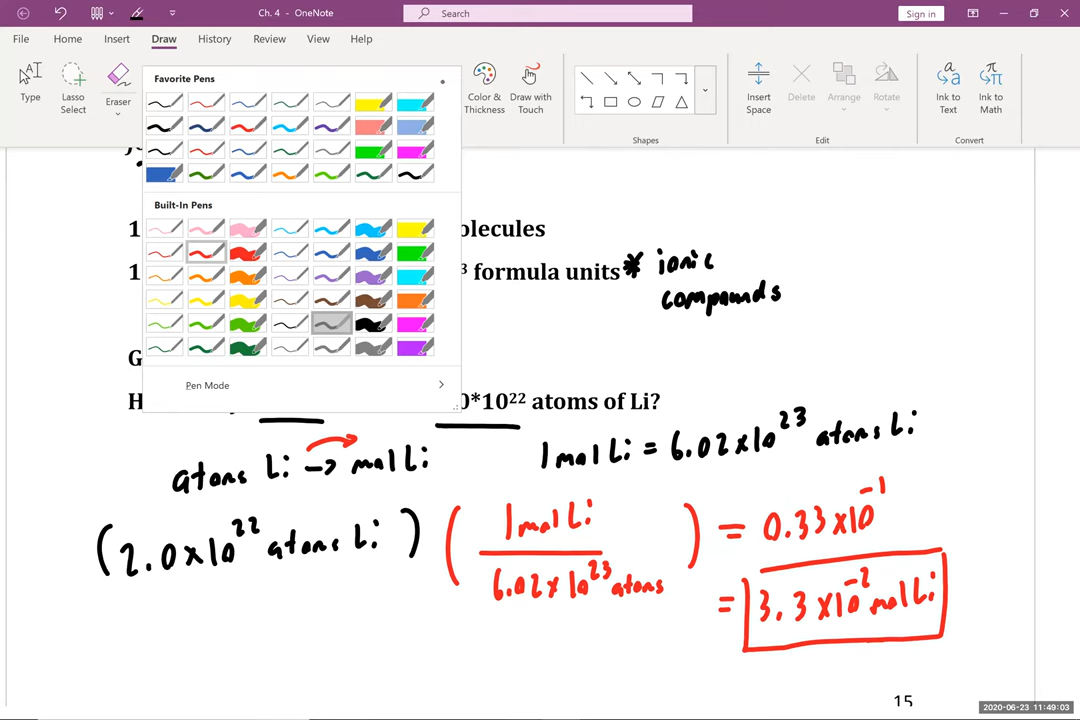 Ch. 4 - OneNote
Search
Sign in
File Home Insert Draw History Review View Help
Type
Lasso Select
Eraser
Color & Thickness
Draw with Touch
Insert Space
Delete
Arrange
Rotate
Ink to Text
Ink to Math
Shapes
Edit
Convert
Favorite Pens
Built-In Pens
Pen Mode
1 olecules
1 ³ formula units * ionic
compounds
G
H 0*10²² atoms of Li?
atoms Li → mol Li 1 mol Li = 6.02 x 10²³ atoms Li
(2.0 x 10²² atoms Li) (1 mol Li / 6.02 x 10²³ atoms) = 0.33 x 10⁻¹
= 3.3 x 10⁻² mol Li
15
2020-06-23 11:49:03